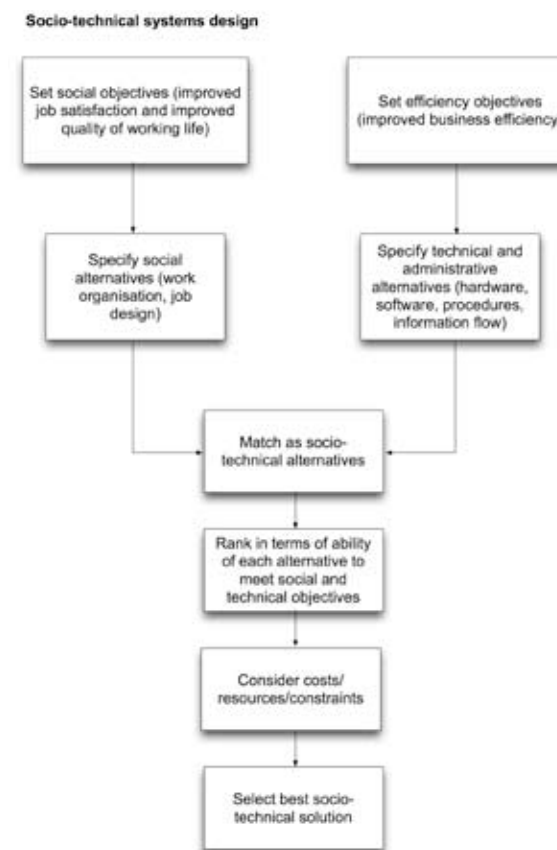 Socio-technical systems design
Set social objectives (improved
job satisfaction and improved
quality of working life)
Set efficiency objectives
(improved business efficiency
Specify social
alternatives (work
organisation, job
design)
Specify technical and
administrative
alternatives (hardware,
software, procedures,
information flow)
Match as socio-
technical alternatives
Rank in terms of ability
of each alternative to
meet social and
technical objectives
Consider costs/
resources/constraints
Select best socio-
technical solution